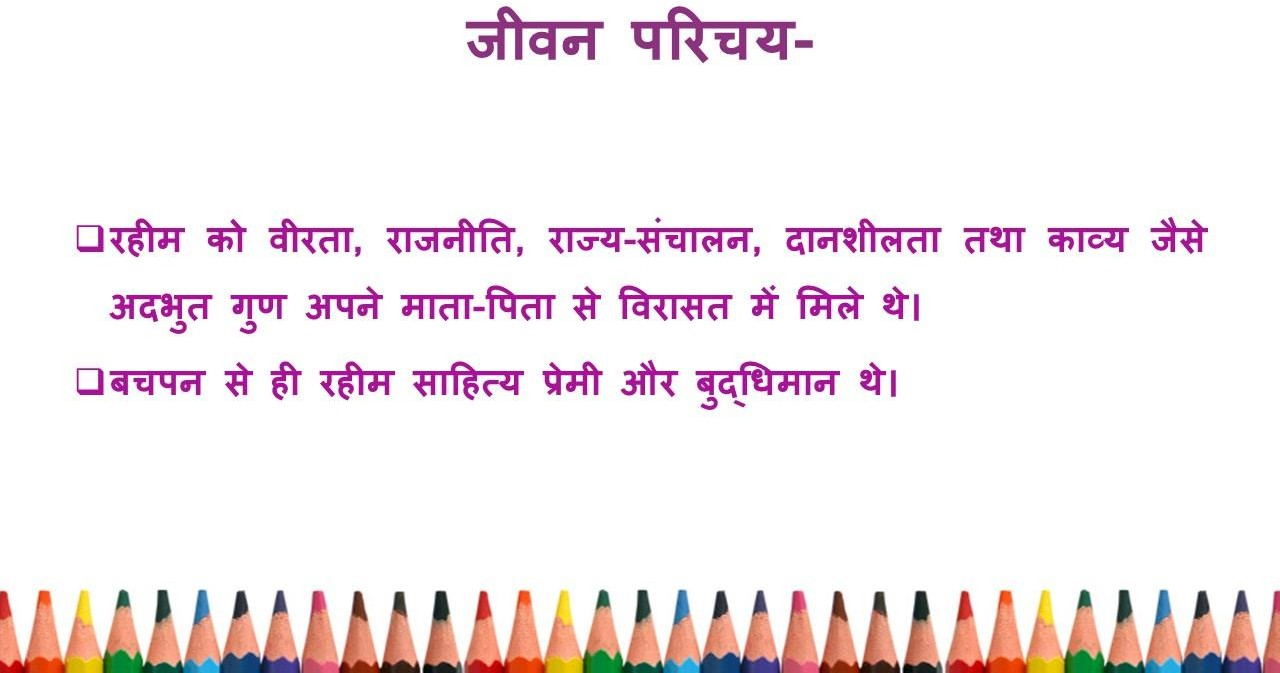 जीवन परिचय-
❑रहीम को वीरता, राजनीति, राज्य-संचालन, दानशीलता तथा काव्य जैसे
अदभुत गुण अपने माता-पिता से विरासत में मिले थे।
❑बचपन से ही रहीम साहित्य प्रेमी और बुद्‌धिमान थे।